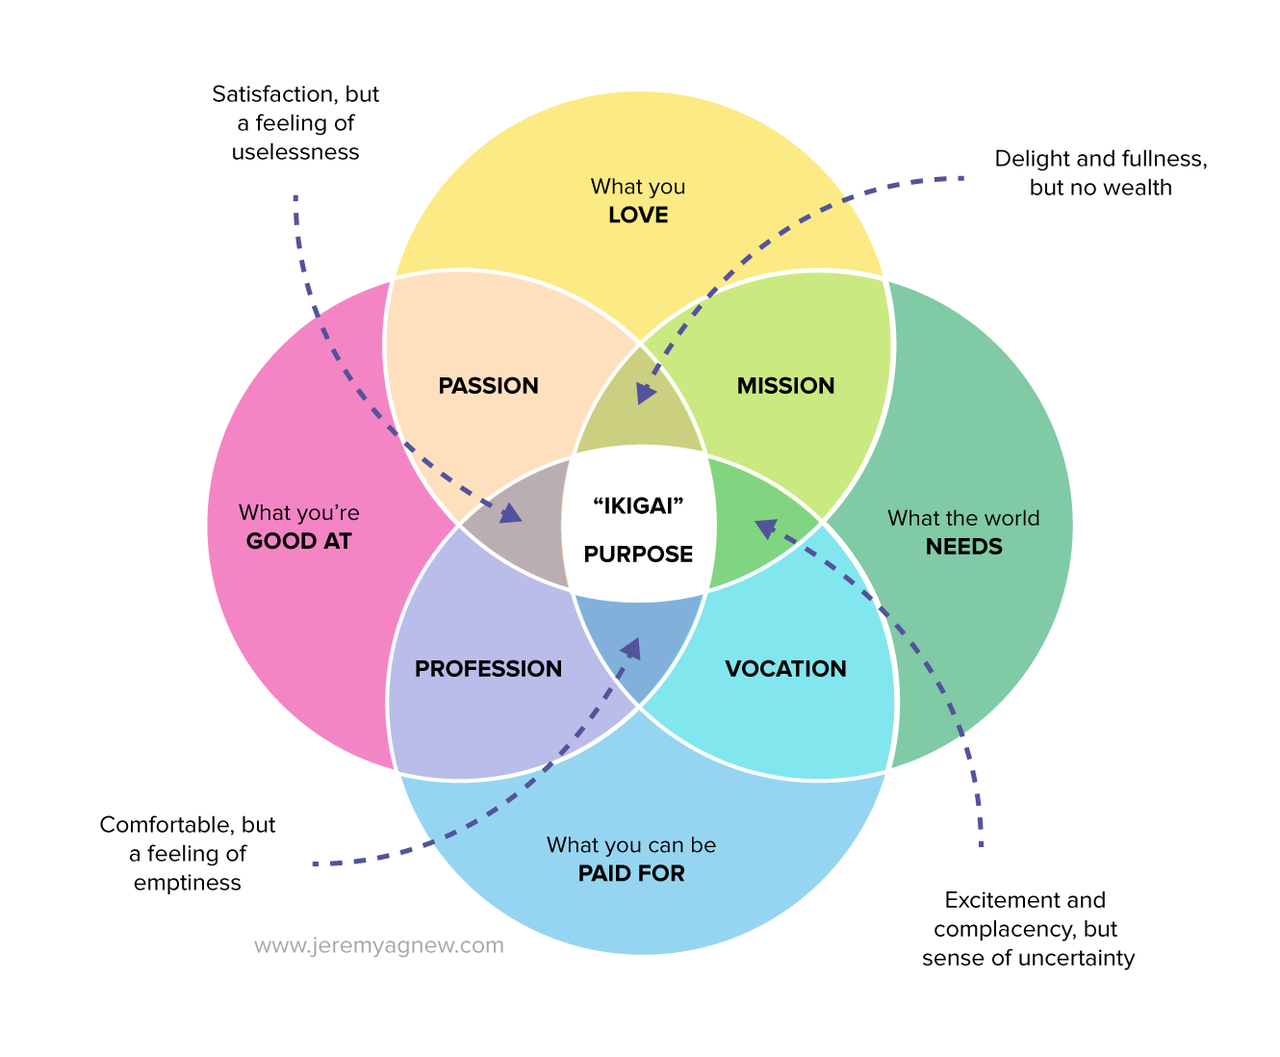 Satisfaction, but
a feeling of
uselessness
What you
LOVE
Delight and fullness,
but no wealth
PASSION
MISSION
What you’re
GOOD AT
“IKIGAI”
PURPOSE
What the world
NEEDS
PROFESSION
VOCATION
Comfortable, but
a feeling of
emptiness
What you can be
PAID FOR
Excitement and
complacency, but
sense of uncertainty
www.jeremyagnew.com